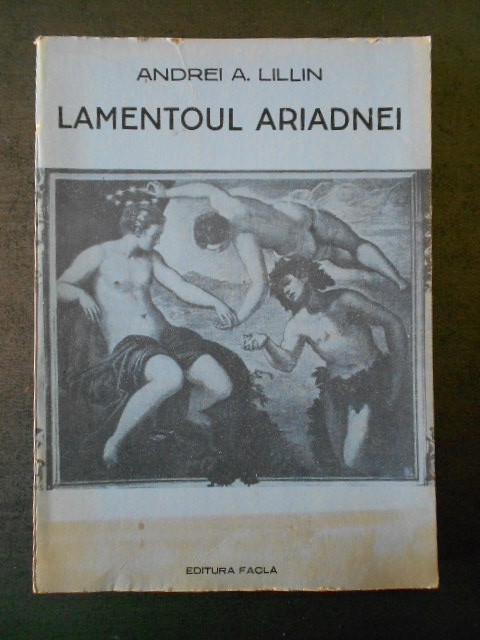 ANDREI A. LILLIN
LAMENTOUL ARIADNEI
EDITURA FACLA